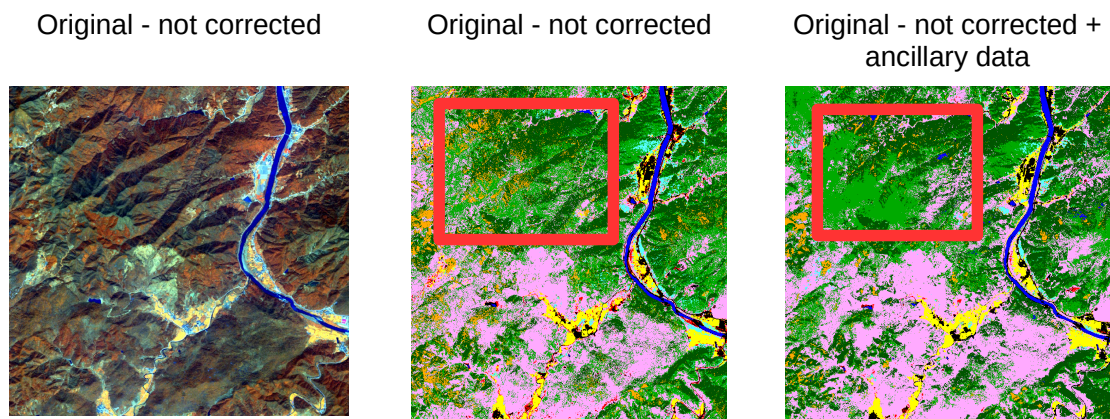 Original - not corrected
Original - not corrected
Original - not corrected +
ancillary data